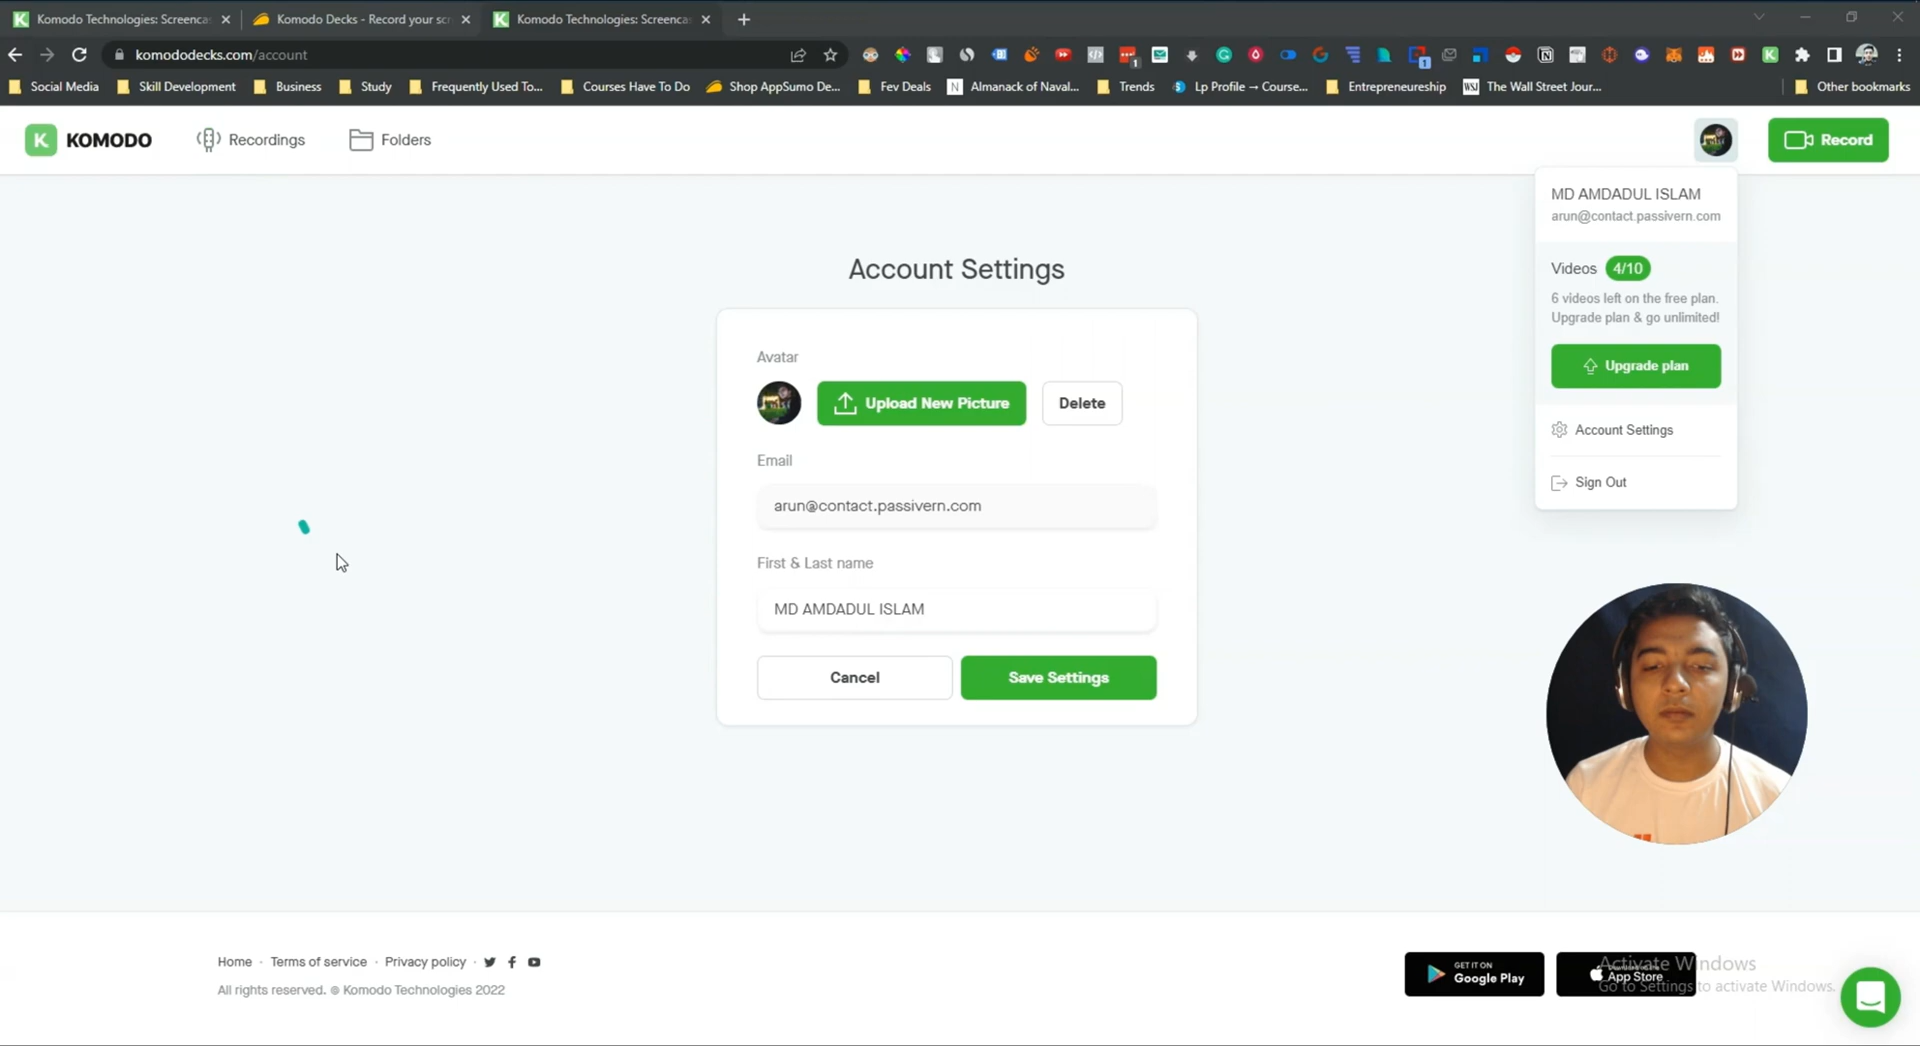 Komodo Technologies: Screenca
Komodo Decks - Record your scr
Komodo Technologies: Screenca
komododecks.com/account
Social Media
Skill Development
Business
Study
Frequently Used To...
Courses Have To Do
Shop AppSumo De...
Fev Deals
Almanack of Naval...
Trends
Lp Profile → Course...
Entrepreneureship
WSJ
The Wall Street Jour...
Other bookmarks
K KOMODO
Recordings
Folders
Record
MD AMDADUL ISLAM
arun@contact.passivern.com
Videos 4/10
6 videos left on the free plan.
Upgrade plan & go unlimited!
Upgrade plan
Account Settings
Sign Out
Account Settings
Avatar
Upload New Picture
Delete
Email
arun@contact.passivern.com
First & Last name
MD AMDADUL ISLAM
Cancel
Save Settings
Home · Terms of service · Privacy policy ·
All rights reserved. © Komodo Technologies 2022
GET IT ON
Google Play
App Store
Activate Windows
Go to Settings to activate Windows.